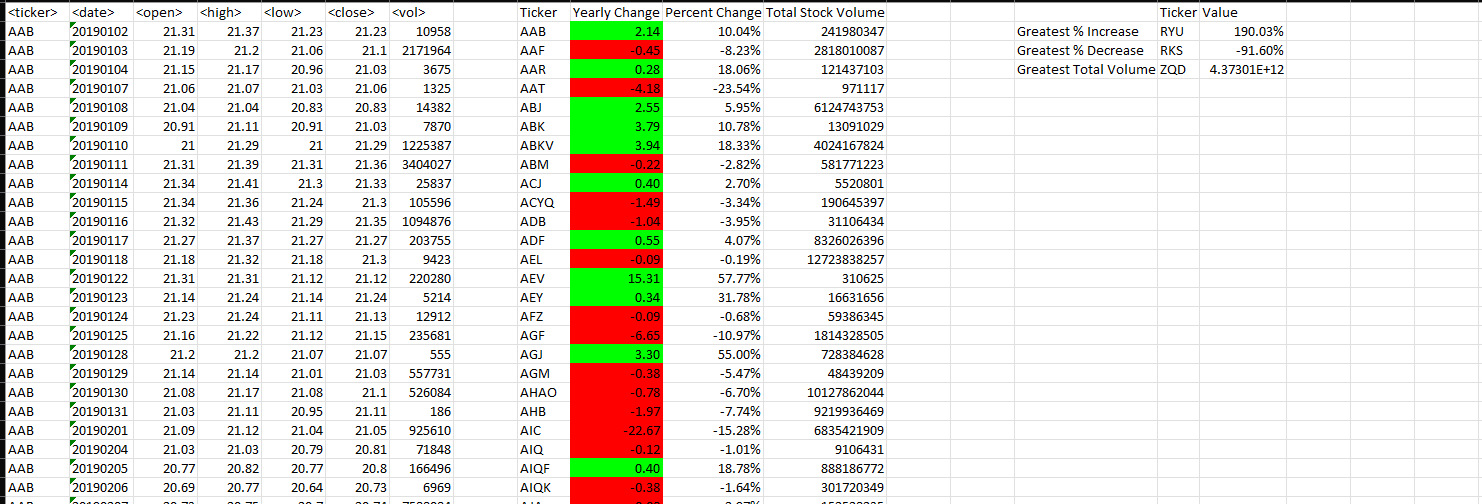 <ticker> <date> <open> <high> <low> <close> <vol> Ticker Yearly Change Percent Change Total Stock Volume Ticker Value
AAB 20190102 21.31 21.37 21.23 21.23 10958 AAB 2.14 10.04% 241980347 Greatest % Increase RYU 190.03%
AAB 20190103 21.19 21.2 21.06 21.1 2171964 AAF -0.45 -8.23% 2818010087 Greatest % Decrease RKS -91.60%
AAB 20190104 21.15 21.17 20.96 21.03 3675 AAR 0.28 18.06% 121437103 Greatest Total Volume ZQD 4.37301E+12
AAB 20190107 21.06 21.07 21.03 21.06 1325 AAT -4.18 -23.54% 971117
AAB 20190108 21.04 21.04 20.83 20.83 14382 ABJ 2.55 5.95% 6124743753
AAB 20190109 20.91 21.11 20.91 21.03 7870 ABK 3.79 10.78% 13091029
AAB 20190110 21 21.29 21 21.29 1225387 ABKV 3.94 18.33% 4024167824
AAB 20190111 21.31 21.39 21.31 21.36 3404027 ABM -0.22 -2.82% 581771223
AAB 20190114 21.34 21.41 21.3 21.33 25837 ACJ 0.40 2.70% 5520801
AAB 20190115 21.34 21.36 21.24 21.3 105596 ACYQ -1.49 -3.34% 190645397
AAB 20190116 21.32 21.43 21.29 21.35 1094876 ADB -1.04 -3.95% 31106434
AAB 20190117 21.27 21.37 21.27 21.27 203755 ADF 0.55 4.07% 8326026396
AAB 20190118 21.18 21.32 21.18 21.3 9423 AEL -0.09 -0.19% 12723838257
AAB 20190122 21.31 21.31 21.12 21.12 220280 AEV 15.31 57.77% 310625
AAB 20190123 21.14 21.24 21.14 21.24 5214 AEY 0.34 31.78% 16631656
AAB 20190124 21.23 21.24 21.11 21.13 12912 AFZ -0.09 -0.68% 59386345
AAB 20190125 21.16 21.22 21.12 21.15 235681 AGF -6.65 -10.97% 1814328505
AAB 20190128 21.2 21.2 21.07 21.07 555 AGJ 3.30 55.00% 728384628
AAB 20190129 21.14 21.14 21.01 21.03 557731 AGM -0.38 -5.47% 48439209
AAB 20190130 21.08 21.17 21.08 21.1 526084 AHAO -0.78 -6.70% 10127862044
AAB 20190131 21.03 21.11 20.95 21.11 186 AHB -1.97 -7.74% 9219936469
AAB 20190201 21.09 21.12 21.04 21.05 925610 AIC -22.67 -15.28% 6835421909
AAB 20190204 21.03 21.03 20.79 20.81 71848 AIQ -0.12 -1.01% 9106431
AAB 20190205 20.77 20.82 20.77 20.8 166496 AIQF 0.40 18.78% 888186772
AAB 20190206 20.69 20.77 20.64 20.73 6969 AIQK -0.38 -1.64% 301720349